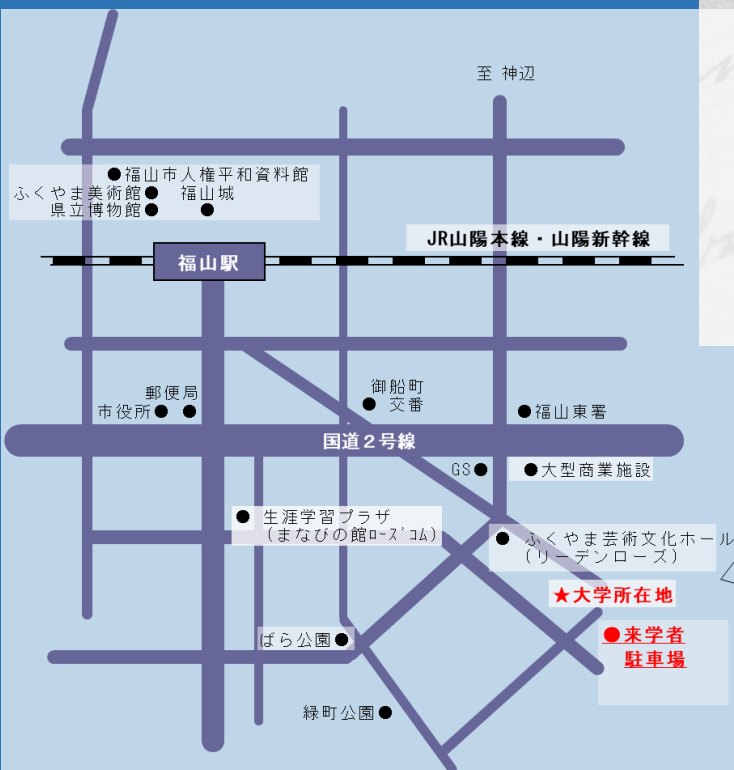 至 神辺
●福山市人権平和資料館
ふくやま美術館● 福山城
県立博物館● ●
JR山陽本線・山陽新幹線
福山駅
郵便局
市役所● ●
御船町
● 交番
●福山東署
国道２号線
GS●
●大型商業施設
● 生涯学習プラザ
(まなびの館ﾛｰｽﾞｺﾑ)
● ふくやま芸術文化ホール
(リーデンローズ)
★大学所在地
●来学者
駐車場
ばら公園●
緑町公園●